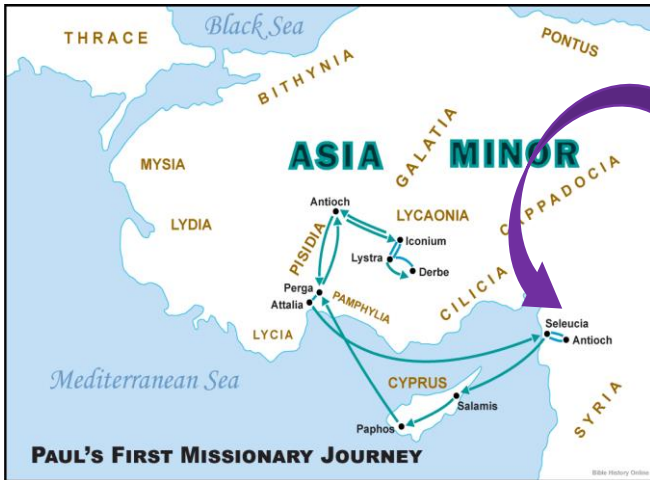 Black Sea
THRACE
PONTUS
BITHYNIA
ASIA MINOR
GALATIA
MYSIA
CAPPADOCIA
Antioch
LYCAONIA
LYDIA
PISIDIA
Iconium
Lystra
Derbe
CILICIA
Perga
PAMPHYLIA
Attalia
Seleucia
LYCIA
Antioch
Mediterranean Sea
CYPRUS
Salamis
SYRIA
Paphos
PAUL'S FIRST MISSIONARY JOURNEY
Bible History Online